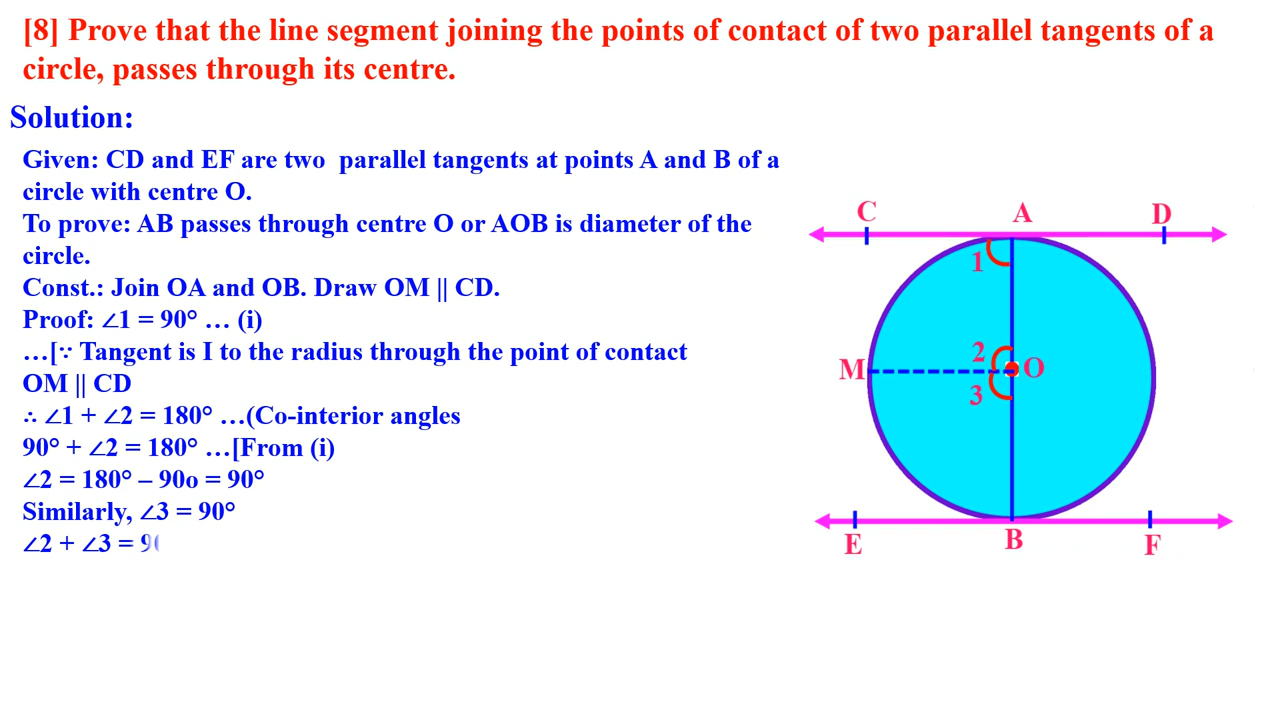 [8] Prove that the line segment joining the points of contact of two parallel tangents of a
circle, passes through its centre.
Solution:
Given: CD and EF are two parallel tangents at points A and B of a
circle with centre O.
To prove: AB passes through centre O or AOB is diameter of the
circle.
Const.: Join OA and OB. Draw OM || CD.
Proof: ∠1 = 90° … (i)
…[∵ Tangent is I to the radius through the point of contact
OM || CD
∴ ∠1 + ∠2 = 180° …(Co-interior angles
90° + ∠2 = 180° …[From (i)
∠2 = 180° – 90o = 90°
Similarly, ∠3 = 90°
∠2 + ∠3 = 90
C A D
1
2
M O
3
E B F